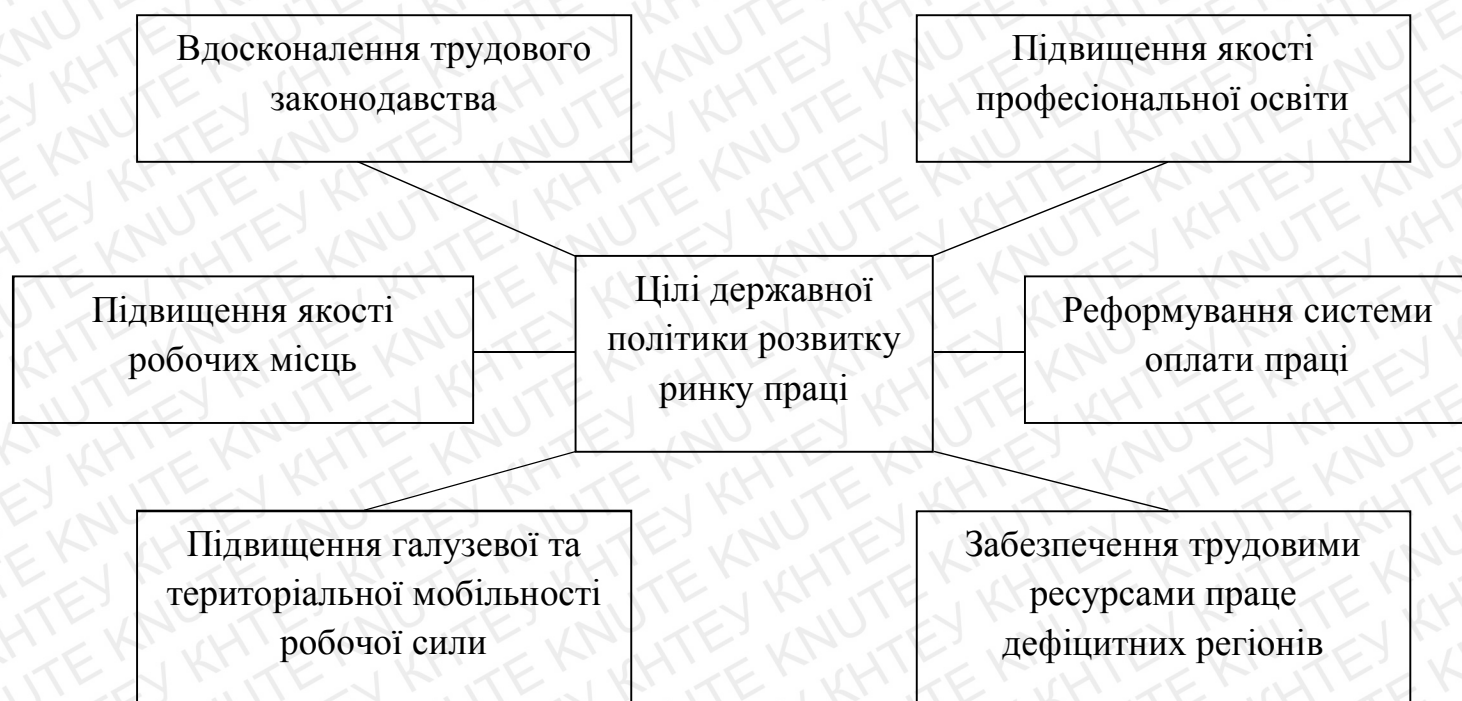 Вдосконалення трудового
законодавства
Підвищення якості
професіональної освіти
Підвищення якості
робочих місць
Цілі державної
політики розвитку
ринку праці
Реформування системи
оплати праці
Підвищення галузевої та
територіальної мобільності
робочої сили
Забезпечення трудовими
ресурсами праце
дефіцитних регіонів